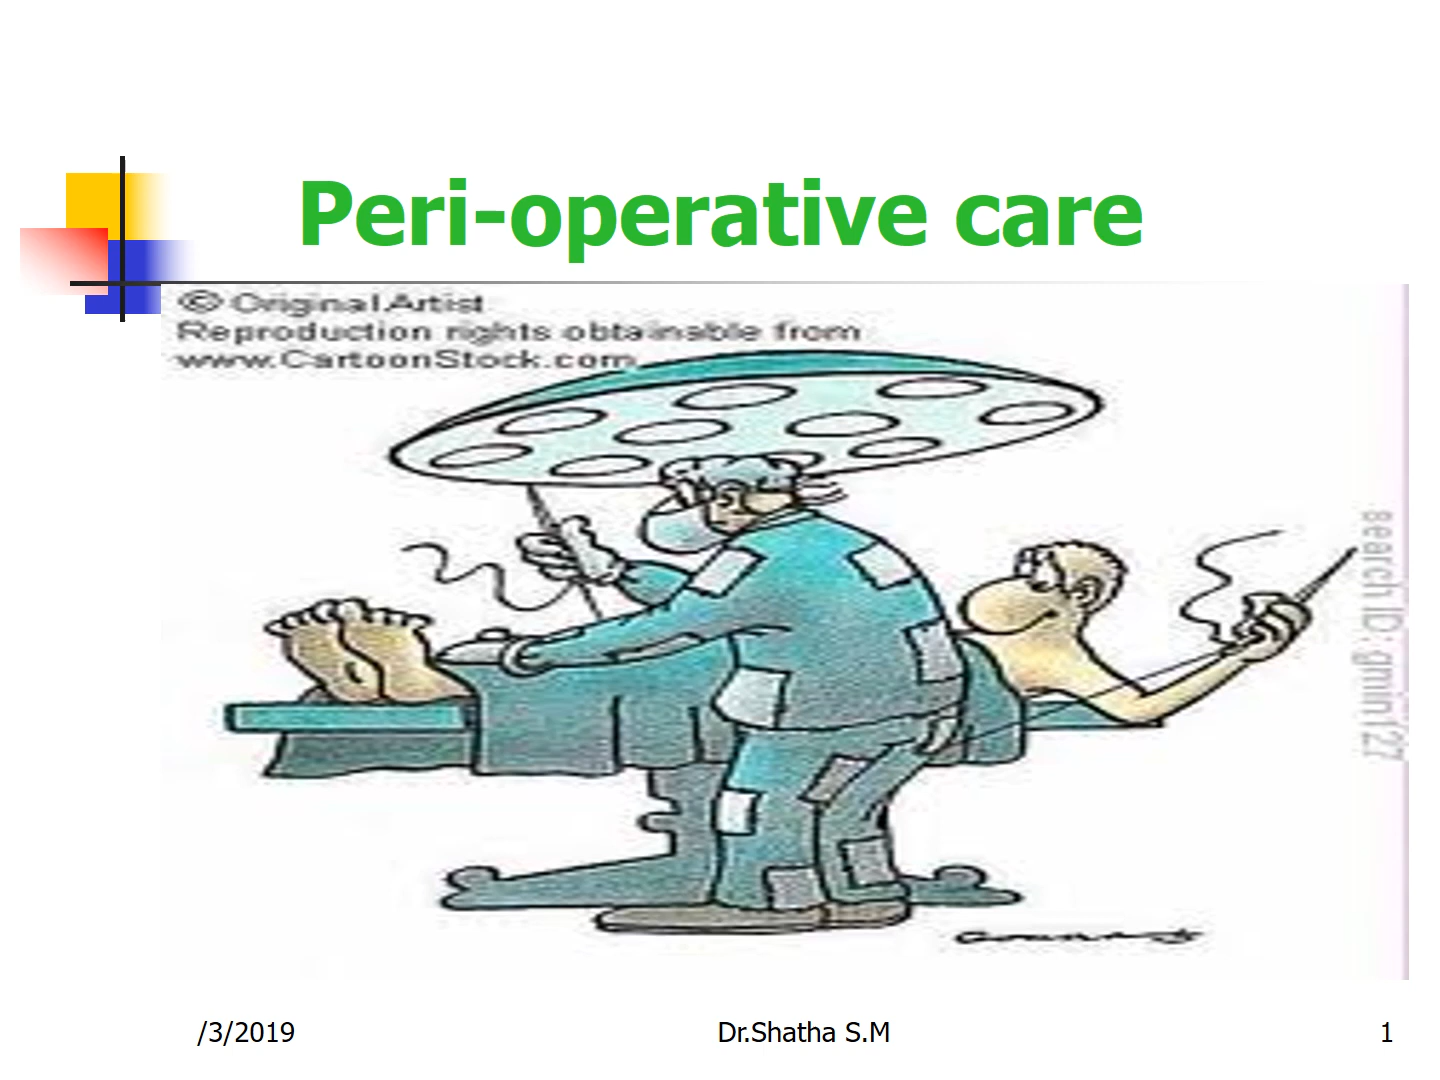 Peri-operative care
© Original Artist
Reproduction rights obtainable from
www.CartoonStock.com
search ID: gmin127
/3/2019
Dr.Shatha S.M
1